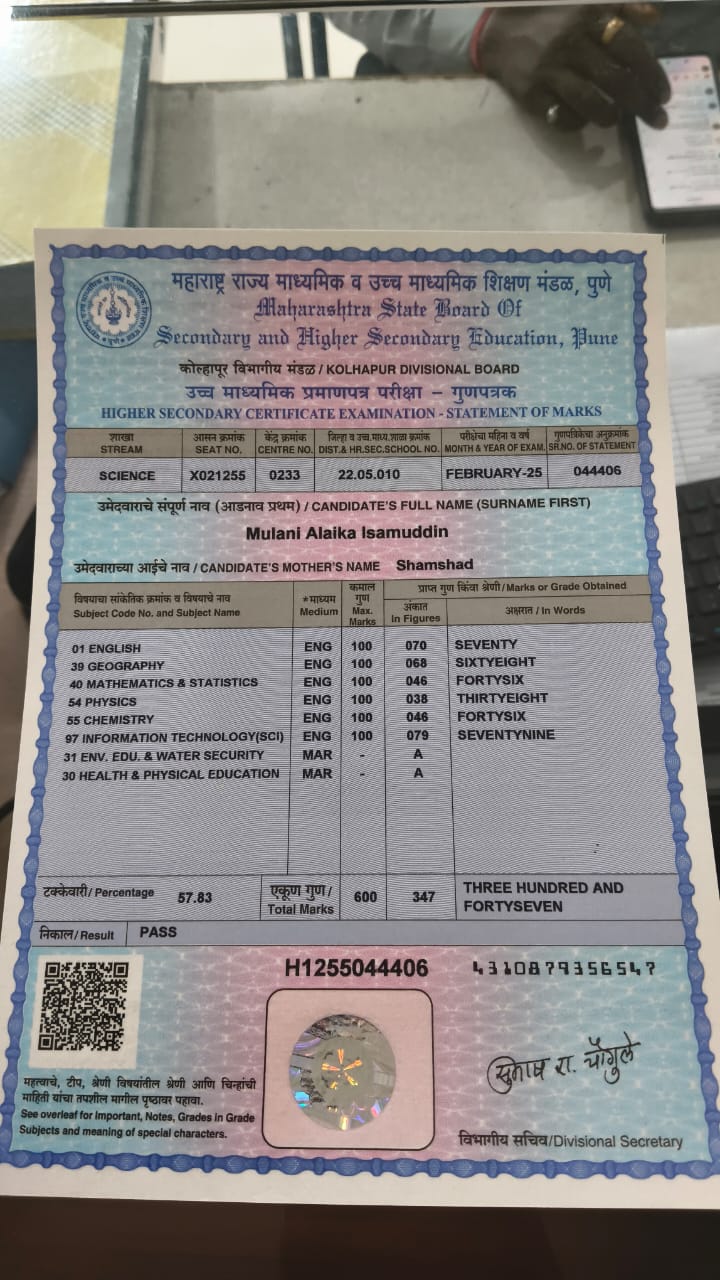 महाराष्ट्र राज्य माध्यमिक व उच्च माध्यमिक शिक्षण मंडळ, पुणे
Maharashtra State Board Of
Secondary and Higher Secondary Education, Pune
कोल्हापूर विभागीय मंडळ / KOLHAPUR DIVISIONAL BOARD
उच्च माध्यमिक प्रमाणपत्र परीक्षा – गुणपत्रक
HIGHER SECONDARY CERTIFICATE EXAMINATION - STATEMENT OF MARKS
शाखा आसन क्रमांक केंद्र क्रमांक जिल्हा व उच्च.माध्य.शाळा क्रमांक परीक्षेचा महिना व वर्ष गुणपत्रिकेचा अनुक्रमांक
STREAM SEAT NO. CENTRE NO. DIST.& HR.SEC.SCHOOL NO. MONTH & YEAR OF EXAM. SR.NO. OF STATEMENT
SCIENCE X021255 0233 22.05.010 FEBRUARY-25 044406
उमेदवाराचे संपूर्ण नाव (आडनाव प्रथम) / CANDIDATE'S FULL NAME (SURNAME FIRST)
Mulani Alaika Isamuddin
उमेदवाराच्या आईचे नाव / CANDIDATE'S MOTHER'S NAME Shamshad
विषयाचा सांकेतिक क्रमांक व विषयाचे नाव
Subject Code No. and Subject Name
*माध्यम
Medium
कमाल
गुण
Max.
Marks
प्राप्त गुण किंवा श्रेणी/Marks or Grade Obtained
अंकात
In Figures
अक्षरात / In Words
01 ENGLISH ENG 100 070 SEVENTY
39 GEOGRAPHY ENG 100 068 SIXTYEIGHT
40 MATHEMATICS & STATISTICS ENG 100 046 FORTYSIX
54 PHYSICS ENG 100 038 THIRTYEIGHT
55 CHEMISTRY ENG 100 046 FORTYSIX
97 INFORMATION TECHNOLOGY(SCI) ENG 100 079 SEVENTYNINE
31 ENV. EDU. & WATER SECURITY MAR - A
30 HEALTH & PHYSICAL EDUCATION MAR - A
टक्केवारी/ Percentage 57.83
एकूण गुण /
Total Marks
600 347
THREE HUNDRED AND
FORTYSEVEN
निकाल/ Result PASS
H1255044406 4310879356547
महत्वाचे, टीप, श्रेणी विषयांतील श्रेणी आणि चिन्हांची
माहिती यांचा तपशील मागील पृष्ठावर पहावा.
See overleaf for Important, Notes, Grades in Grade
Subjects and meaning of special characters.
सुभाष रा. चौगुले
विभागीय सचिव/Divisional Secretary